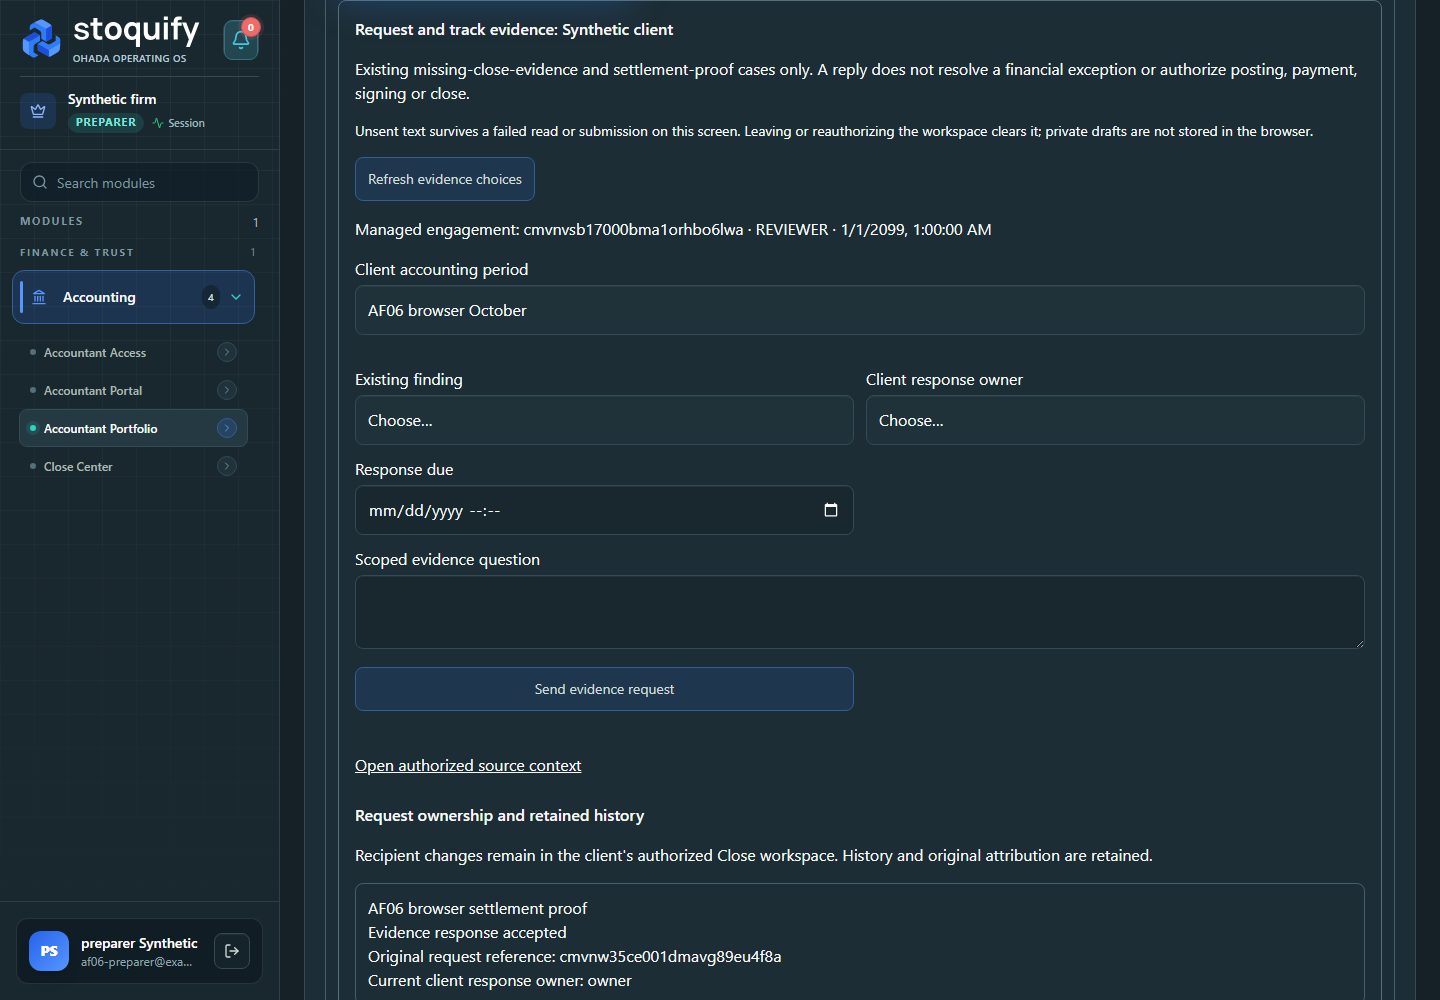 stoquify
OHADA OPERATING OS
0
Synthetic firm
PREPARER
Session
Search modules
MODULES
1
FINANCE & TRUST
1
Accounting
4
Accountant Access
Accountant Portal
Accountant Portfolio
Close Center
PS
preparer Synthetic
af06-preparer@exa...
Request and track evidence: Synthetic client
Existing missing-close-evidence and settlement-proof cases only. A reply does not resolve a financial exception or authorize posting, payment,
signing or close.
Unsent text survives a failed read or submission on this screen. Leaving or reauthorizing the workspace clears it; private drafts are not stored in the browser.
Refresh evidence choices
Managed engagement: cmvnvsb17000bma1orhbo6lwa · REVIEWER · 1/1/2099, 1:00:00 AM
Client accounting period
AF06 browser October
Existing finding
Client response owner
Choose...
Choose...
Response due
mm/dd/yyyy --:--
Scoped evidence question
Send evidence request
Open authorized source context
Request ownership and retained history
Recipient changes remain in the client's authorized Close workspace. History and original attribution are retained.
AF06 browser settlement proof
Evidence response accepted
Original request reference: cmvnw35ce001dmavg89eu4f8a
Current client response owner: owner